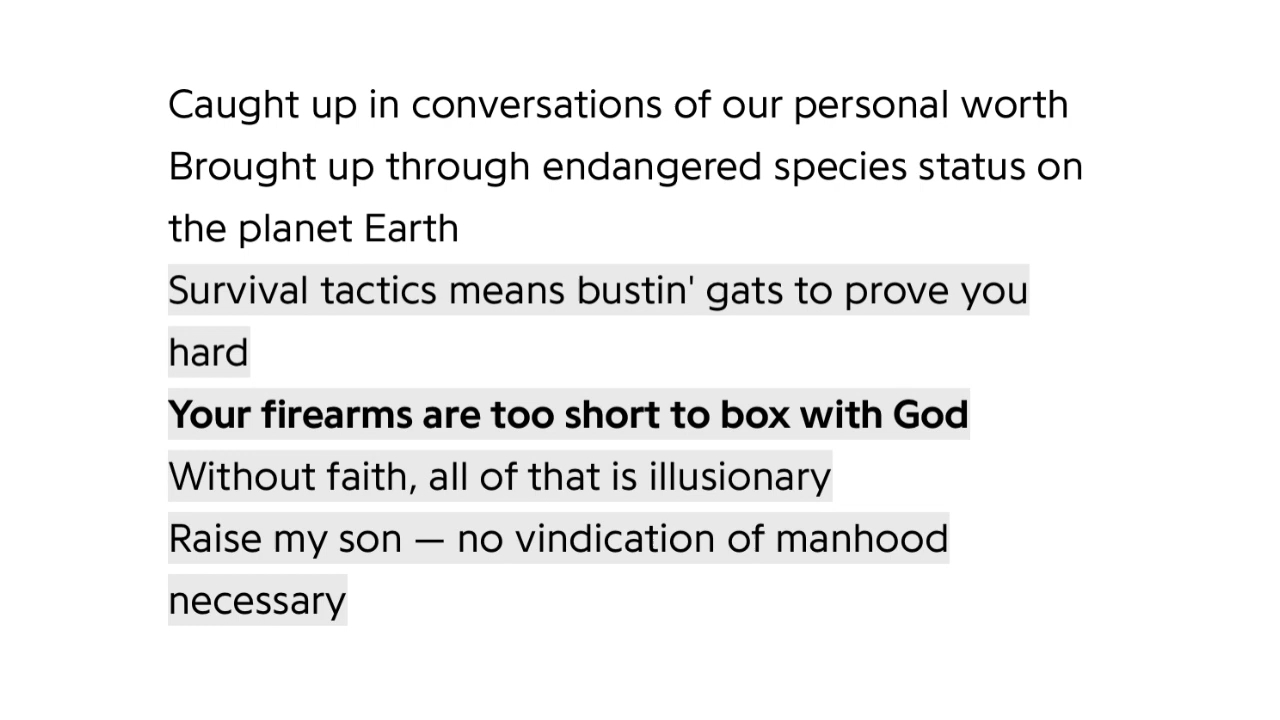 Caught up in conversations of our personal worth
Brought up through endangered species status on
the planet Earth
Survival tactics means bustin' gats to prove you
hard
Your firearms are too short to box with God
Without faith, all of that is illusionary
Raise my son — no vindication of manhood
necessary